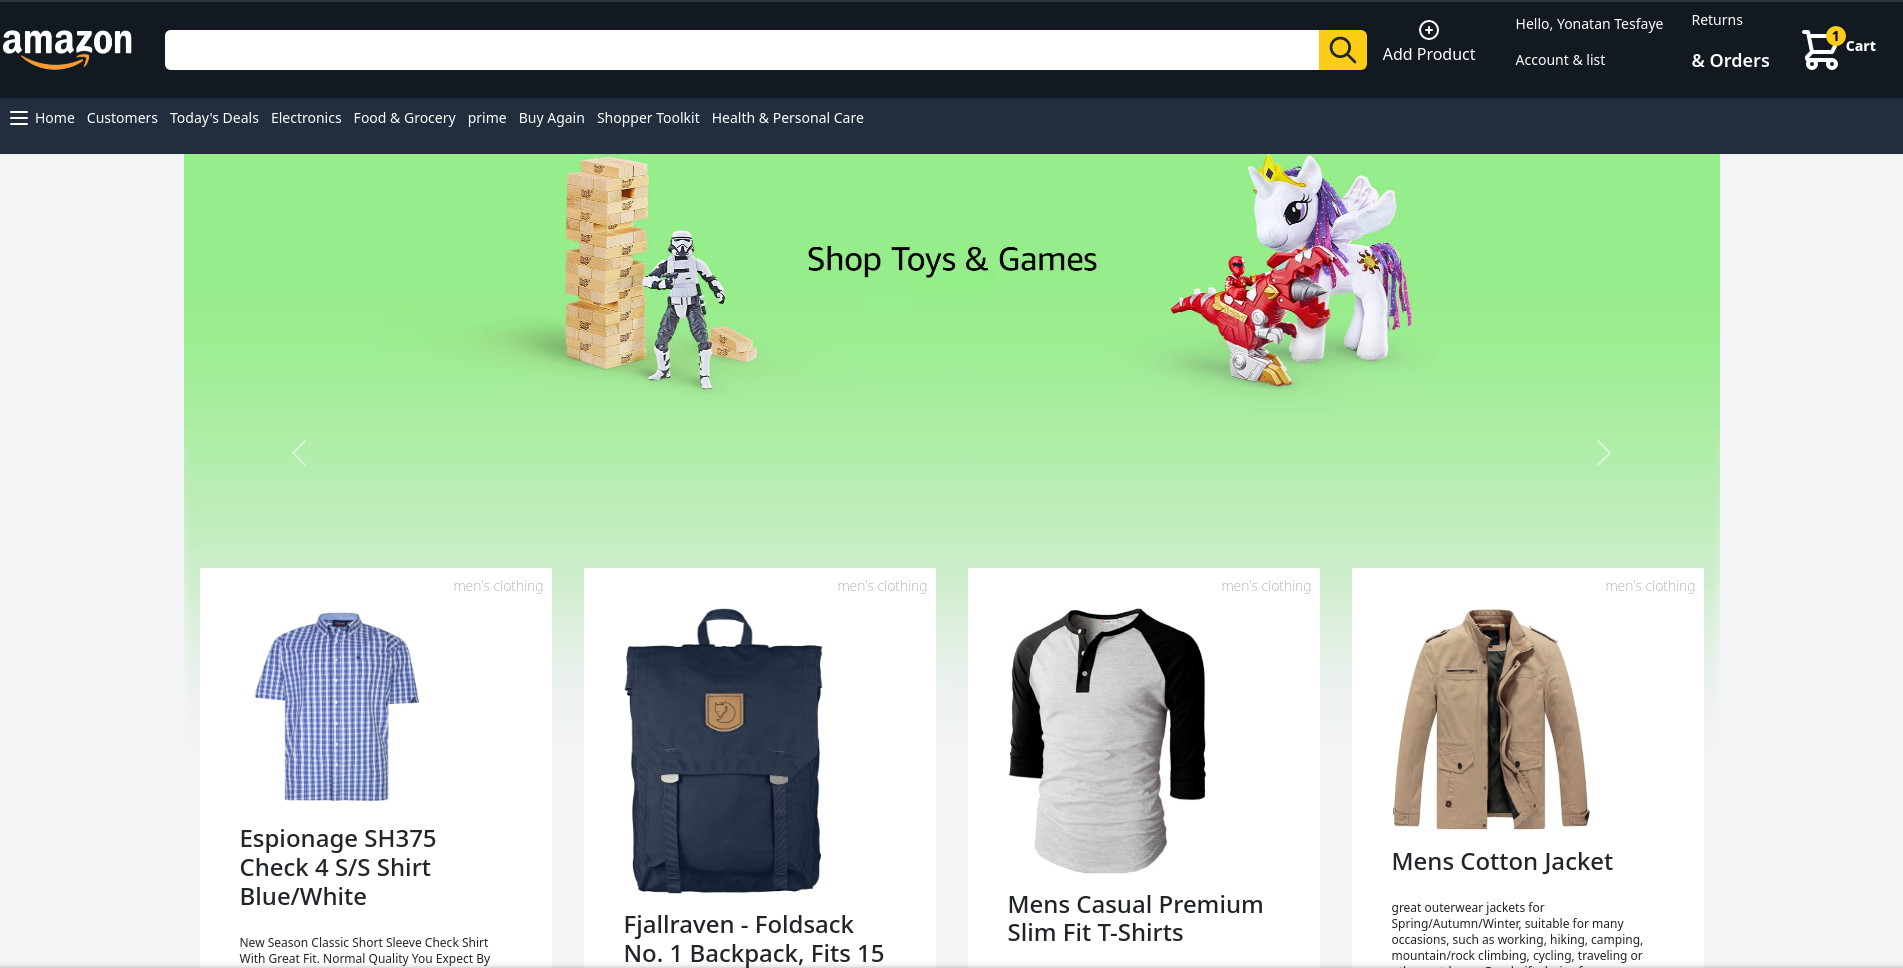 amazon
Add Product
Hello, Yonatan Tesfaye
Account & list
Returns
& Orders
1
Cart
Home Customers Today's Deals Electronics Food & Grocery prime Buy Again Shopper Toolkit Health & Personal Care
Shop Toys & Games
men's clothing
Espionage SH375
Check 4 S/S Shirt
Blue/White
New Season Classic Short Sleeve Check Shirt
With Great Fit. Normal Quality You Expect By
men's clothing
Fjallraven - Foldsack
No. 1 Backpack, Fits 15
men's clothing
Mens Casual Premium
Slim Fit T-Shirts
men's clothing
Mens Cotton Jacket
great outerwear jackets for
Spring/Autumn/Winter, suitable for many
occasions, such as working, hiking, camping,
mountain/rock climbing, cycling, traveling or